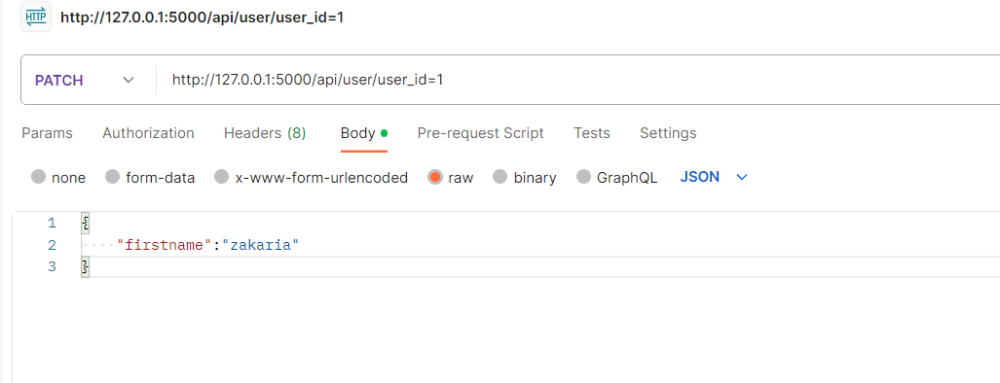 HTTP http://127.0.0.1:5000/api/user/user_id=1
PATCH http://127.0.0.1:5000/api/user/user_id=1
Params Authorization Headers (8) Body Pre-request Script Tests Settings
none form-data x-www-form-urlencoded raw binary GraphQL JSON
1 {
2 "firstname":"zakaria"
3 }